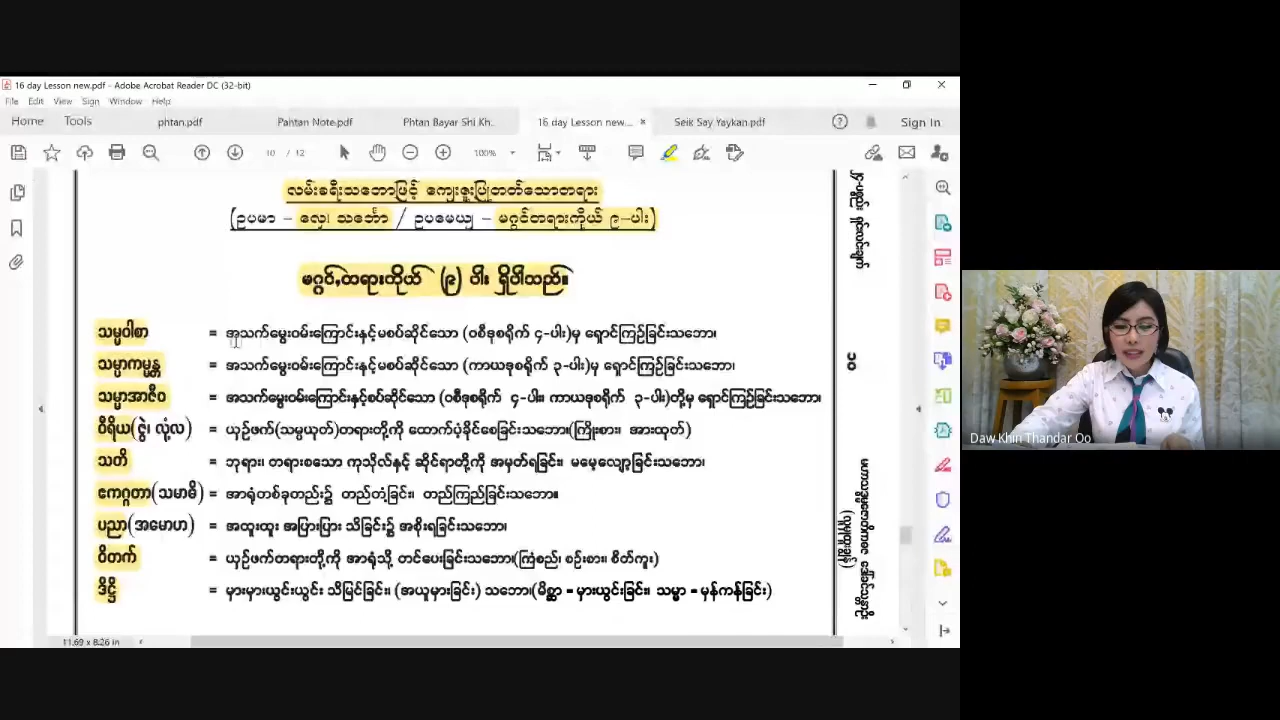 16 day Lesson new.pdf - Adobe Acrobat Reader DC (32-bit)
File Edit View Sign Window Help
Home Tools phtan.pdf Pahtan Note.pdf Phtan Bayar Shi Kh... 16 day Lesson new... × Seik Say Yaykan.pdf Sign In
10 / 12 100%
လမ်းခရီးသဘောဖြင့် ကျေးဇူးပြုတတ်သောတရား
(ဥပမာ – လှေ၊ သင်္ဘော / ဥပမေယျ – မဂ္ဂင်တရားကိုယ် ၉–ပါး)
မဂ္ဂင်,တရားကိုယ် (၉) ပါး ရှိပါသည်။
သမ္မာဝါစာ = အသက်မွေးဝမ်းကြောင်းနှင့်မစပ်ဆိုင်သော (ဝစီဒုစရိုက် ၄-ပါး)မှ ရှောင်ကြဉ်ခြင်းသဘော၊
သမ္မာကမ္မန္တ = အသက်မွေးဝမ်းကြောင်းနှင့်မစပ်ဆိုင်သော (ကာယဒုစရိုက် ၃-ပါး)မှ ရှောင်ကြဉ်ခြင်းသဘော၊
သမ္မာအာဇီဝ = အသက်မွေးဝမ်းကြောင်းနှင့်စပ်ဆိုင်သော (ဝစီဒုစရိုက် ၄-ပါး၊ ကာယဒုစရိုက် ၃-ပါး)တို့မှ ရှောင်ကြဉ်ခြင်းသဘော၊
ဝီရိယ(ဇွဲ၊ လုံ့လ) = ယှဉ်ဖက်(သမ္ပယုတ်)တရားတို့ကို ထောက်ပံ့ခိုင်စေခြင်းသဘော၊(ကြိုးစား၊ အားထုတ်)
သတိ = ဘုရား၊ တရားစသော ကုသိုလ်နှင့် ဆိုင်ရာတို့ကို အမှတ်ရခြင်း၊ မမေ့လျော့ခြင်းသဘော၊
ဧကဂ္ဂတာ(သမာဓိ) = အာရုံတစ်ခုတည်း၌ တည်တံ့ခြင်း၊ တည်ကြည်ခြင်းသဘော။
ပညာ(အမောဟ) = အထူးထူး အပြားပြား သိခြင်း၌ အစိုးရခြင်းသဘော၊
ဝိတက် = ယှဉ်ဖက်တရားတို့ကို အာရုံသို့ တင်ပေးခြင်းသဘော၊(ကြံစည်၊ စဉ်းစား၊ စိတ်ကူး)
ဒိဋ္ဌိ = မှားမှားယွင်းယွင်း သိမြင်ခြင်း၊ (အယူမှားခြင်း) သဘော၊(မိစ္ဆာ = မှားယွင်းခြင်း၊ သမ္မာ = မှန်ကန်ခြင်း)
၁၀
11.69 x 8.26 in
Daw Khin Thandar Oo